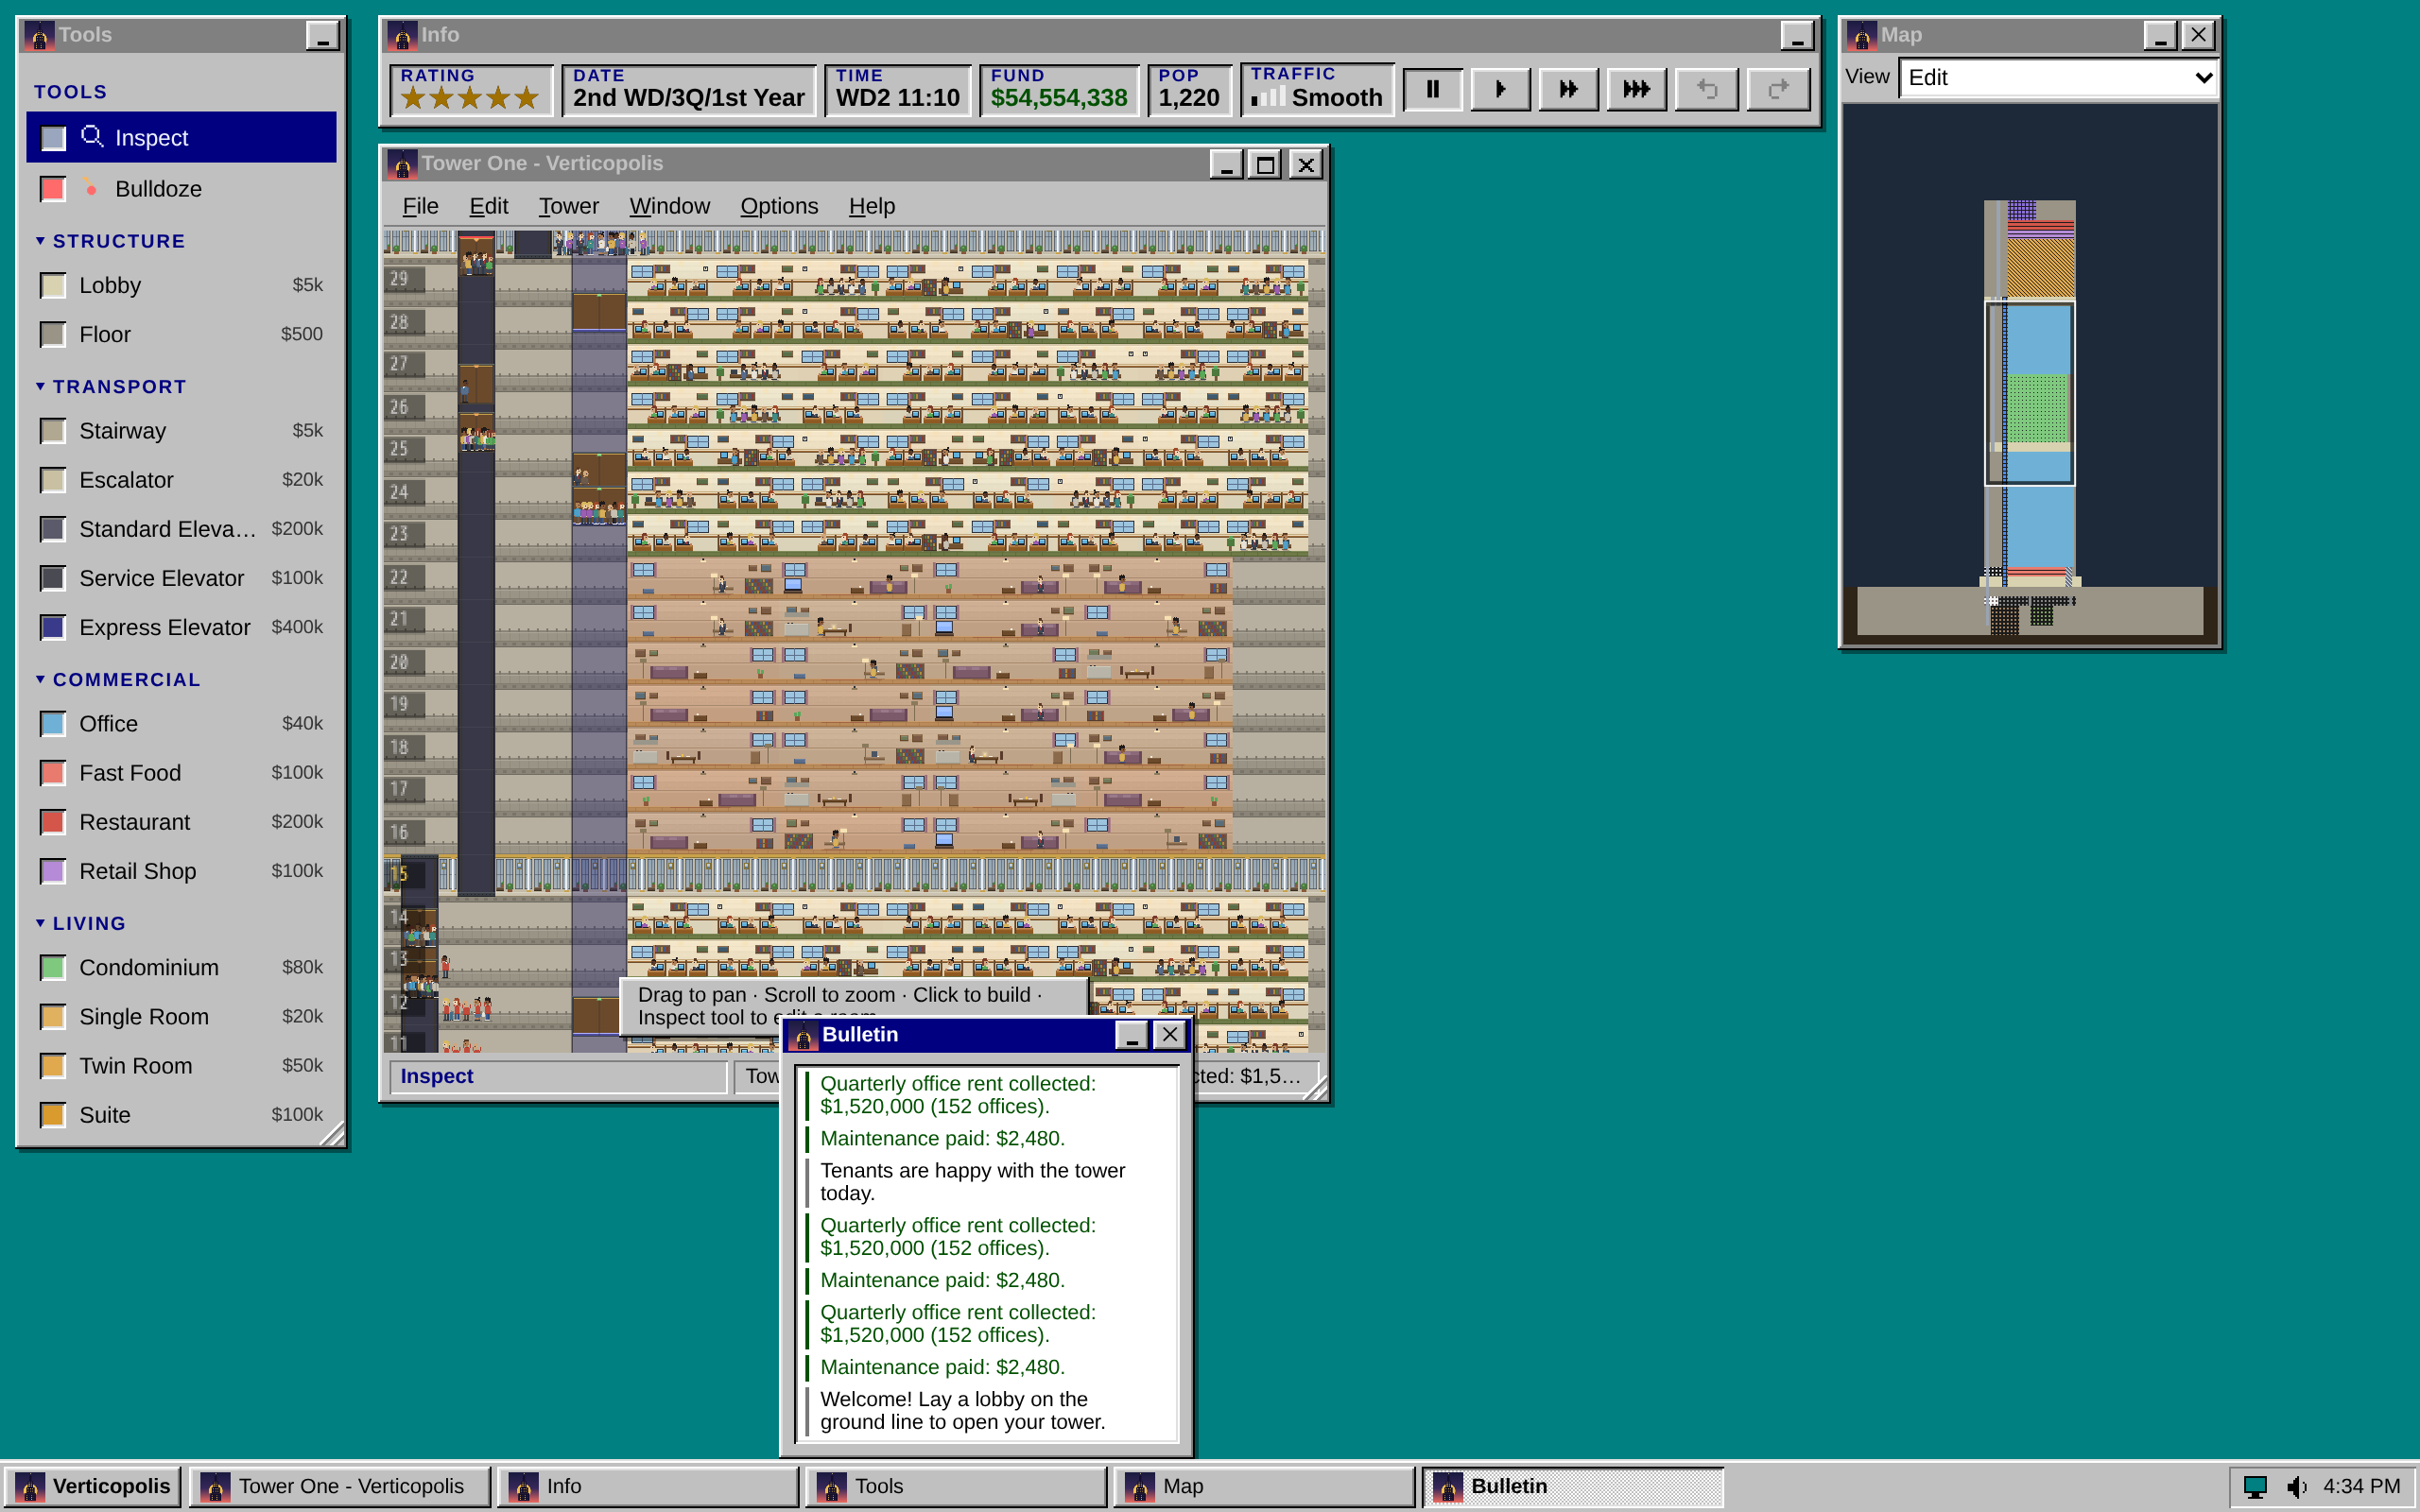 Tools
TOOLS
Inspect
Bulldoze
STRUCTURE
Lobby $5k
Floor $500
TRANSPORT
Stairway $5k
Escalator $20k
Standard Eleva… $200k
Service Elevator $100k
Express Elevator $400k
COMMERCIAL
Office $40k
Fast Food $100k
Restaurant $200k
Retail Shop $100k
LIVING
Condominium $80k
Single Room $20k
Twin Room $50k
Suite $100k
Info
RATING
DATE
2nd WD/3Q/1st Year
TIME
WD2 11:10
FUND
$54,554,338
POP
1,220
TRAFFIC
Smooth
Tower One - Verticopolis
File Edit Tower Window Options Help
29
28
27
26
25
24
23
22
21
20
19
18
17
16
15
14
13
12
11
Drag to pan · Scroll to zoom · Click to build ·
Inspect tool to edit a room
Inspect
cted: $1,5…
Map
View Edit
Bulletin
Quarterly office rent collected:
$1,520,000 (152 offices).
Maintenance paid: $2,480.
Tenants are happy with the tower
today.
Quarterly office rent collected:
$1,520,000 (152 offices).
Maintenance paid: $2,480.
Quarterly office rent collected:
$1,520,000 (152 offices).
Maintenance paid: $2,480.
Welcome! Lay a lobby on the
ground line to open your tower.
Verticopolis
Tower One - Verticopolis
Info
Tools
Map
Bulletin
4:34 PM